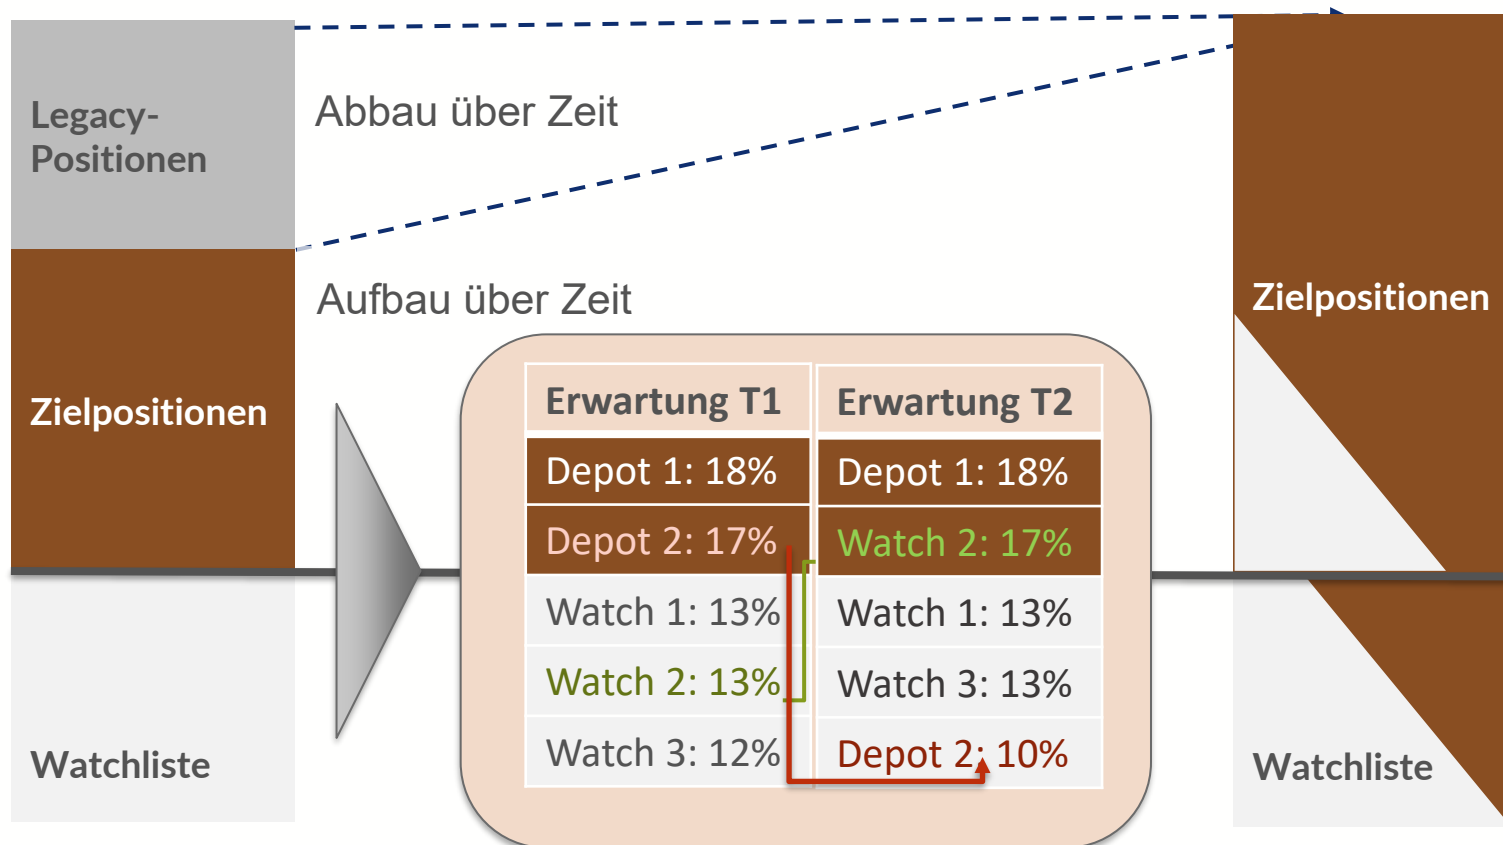 Legacy-
Positionen
Abbau über Zeit
Aufbau über Zeit
Zielpositionen
Watchliste
Erwartung T1
Erwartung T2
Depot 1: 18%
Depot 1: 18%
Depot 2: 17%
Watch 2: 17%
Watch 1: 13%
Watch 1: 13%
Watch 2: 13%
Watch 3: 13%
Watch 3: 12%
Depot 2: 10%
Zielpositionen
Watchliste